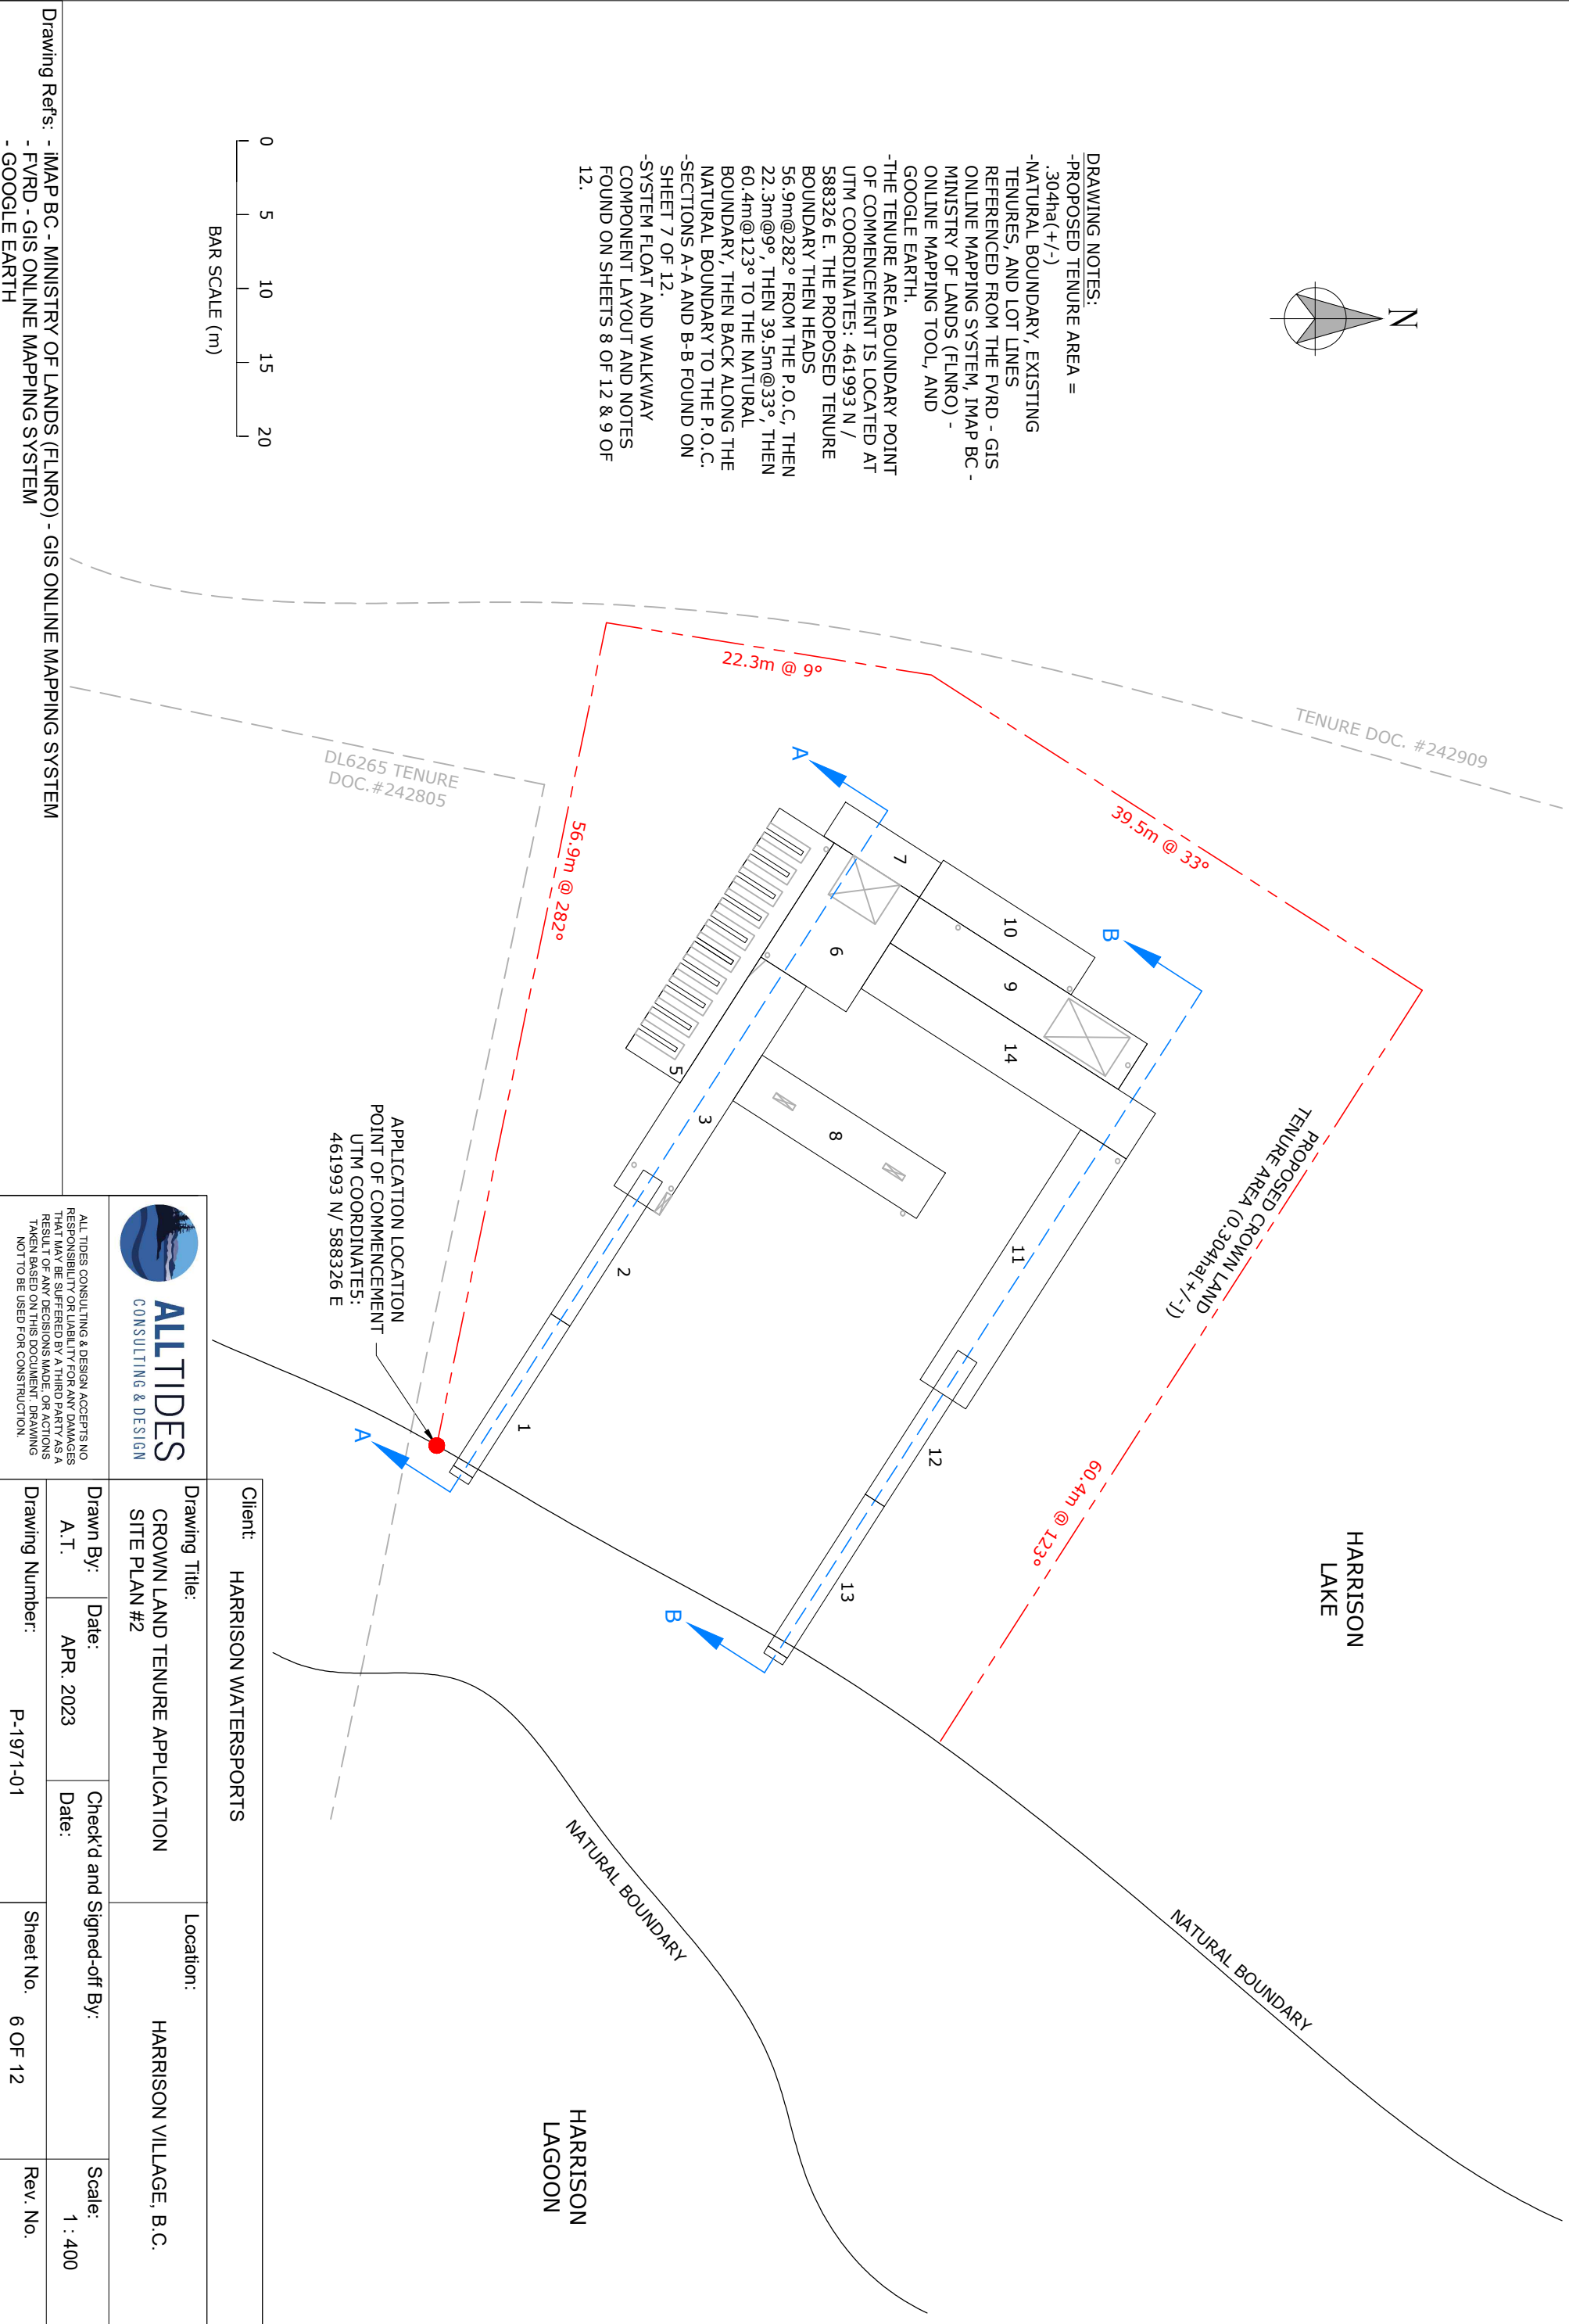 N
DRAWING NOTES:
-PROPOSED TENURE AREA =
.304ha(+/-)
-NATURAL BOUNDARY, EXISTING
TENURES, AND LOT LINES
REFERENCED FROM THE FVRD - GIS
ONLINE MAPPING SYSTEM, IMAP BC -
MINISTRY OF LANDS (FLNRO) -
ONLINE MAPPING TOOL, AND
GOOGLE EARTH.
-THE TENURE AREA BOUNDARY POINT
OF COMMENCEMENT IS LOCATED AT
UTM COORDINATES: 461993 N /
588326 E. THE PROPOSED TENURE
BOUNDARY THEN HEADS
56.9m@282° FROM THE P.O.C, THEN
22.3m@9°, THEN 39.5m@33°, THEN
60.4m@123° TO THE NATURAL
BOUNDARY, THEN BACK ALONG THE
NATURAL BOUNDARY TO THE P.O.C.
-SECTIONS A-A AND B-B FOUND ON
SHEET 7 OF 12.
-SYSTEM FLOAT AND WALKWAY
COMPONENT LAYOUT AND NOTES
FOUND ON SHEETS 8 OF 12 & 9 OF
12.
0 5 10 15 20
BAR SCALE (m)
Drawing Ref's: - iMAP BC - MINISTRY OF LANDS (FLNRO) - GIS ONLINE MAPPING SYSTEM
- FVRD - GIS ONLINE MAPPING SYSTEM
- GOOGLE EARTH
TENURE DOC. #242909
22.3m @ 9°
39.5m @ 33°
DL6265 TENURE
DOC.#242805
56.9m @ 282°
A
B
7
10
6
9
14
5
3
8
11
2
12
1
13
A
B
PROPOSED CROWN LAND
TENURE AREA (0.304ha(+/-))
60.4m @ 123°
APPLICATION LOCATION
POINT OF COMMENCEMENT
UTM COORDINATES:
461993 N/ 588326 E
HARRISON
LAKE
NATURAL BOUNDARY
NATURAL BOUNDARY
HARRISON
LAGOON
ALLTIDES
CONSULTING & DESIGN
ALL TIDES CONSULTING & DESIGN ACCEPTS NO
RESPONSIBILITY OR LIABILITY FOR ANY DAMAGES
THAT MAY BE SUFFERED BY A THIRD PARTY AS A
RESULT OF ANY DECISIONS MADE, OR ACTIONS
TAKEN BASED ON THIS DOCUMENT. DRAWING
NOT TO BE USED FOR CONSTRUCTION.
Client: HARRISON WATERSPORTS
Drawing Title:
CROWN LAND TENURE APPLICATION
SITE PLAN #2
Location:
HARRISON VILLAGE, B.C.
Drawn By:
A.T.
Date:
APR. 2023
Check'd and Signed-off By:
Date:
Scale:
1 : 400
Drawing Number:
P-1971-01
Sheet No. 6 OF 12
Rev. No.